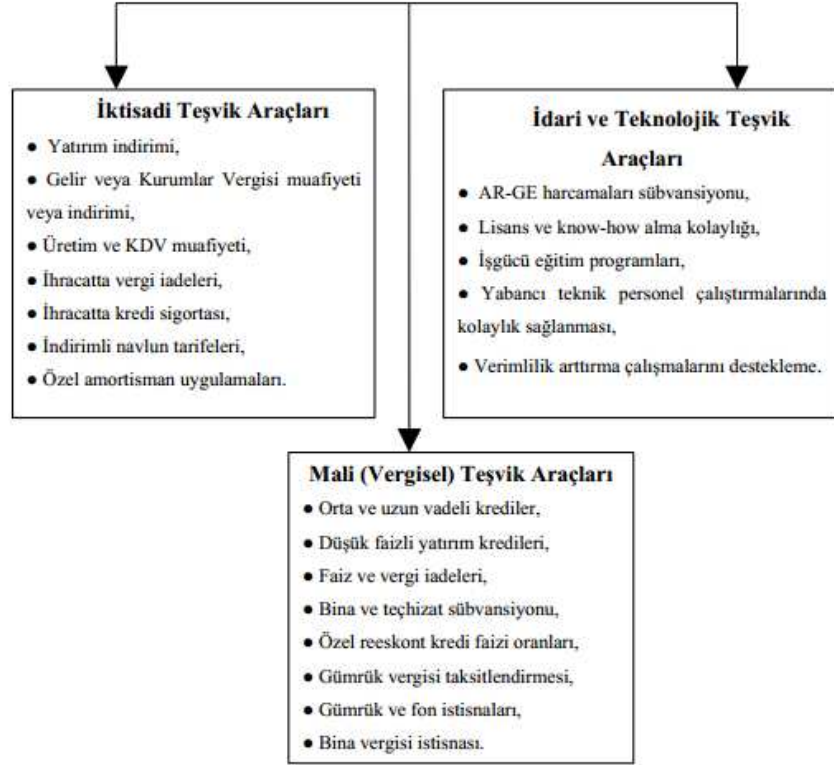 İktisadi Teşvik Araçları
● Yatırım indirimi,
● Gelir veya Kurumlar Vergisi muafiyeti
veya indirimi,
● Üretim ve KDV muafiyeti,
● İhracatta vergi iadeleri,
● İhracatta kredi sigortası,
● İndirimli navlun tarifeleri,
● Özel amortisman uygulamaları.
İdari ve Teknolojik Teşvik
Araçları
● AR-GE harcamaları sübvansiyonu,
● Lisans ve know-how alma kolaylığı,
● İşgücü eğitim programları,
● Yabancı teknik personel çalıştırmalarında
kolaylık sağlanması,
● Verimlilik arttırma çalışmalarını destekleme.
Mali (Vergisel) Teşvik Araçları
● Orta ve uzun vadeli krediler,
● Düşük faizli yatırım kredileri,
● Faiz ve vergi iadeleri,
● Bina ve teçhizat sübvansiyonu,
● Özel reeskont kredi faizi oranları,
● Gümrük vergisi taksitlendirmesi,
● Gümrük ve fon istisnaları,
● Bina vergisi istisnası.